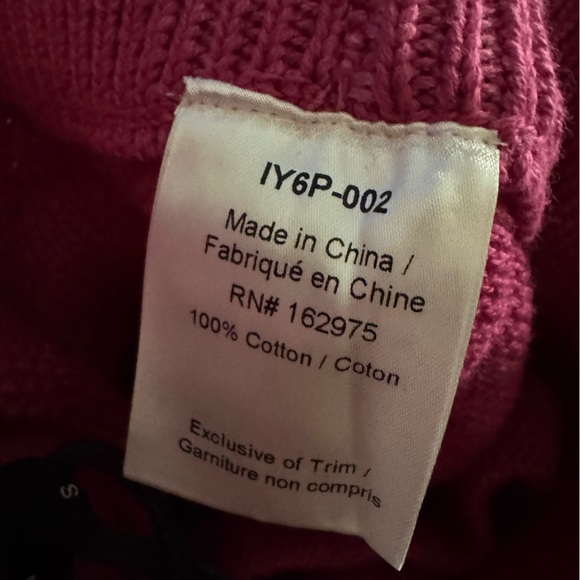 IY6P-002
Made in China /
Fabriqué en Chine
RN# 162975
100% Cotton / Coton
Exclusive of Trim /
Garniture non compris
S